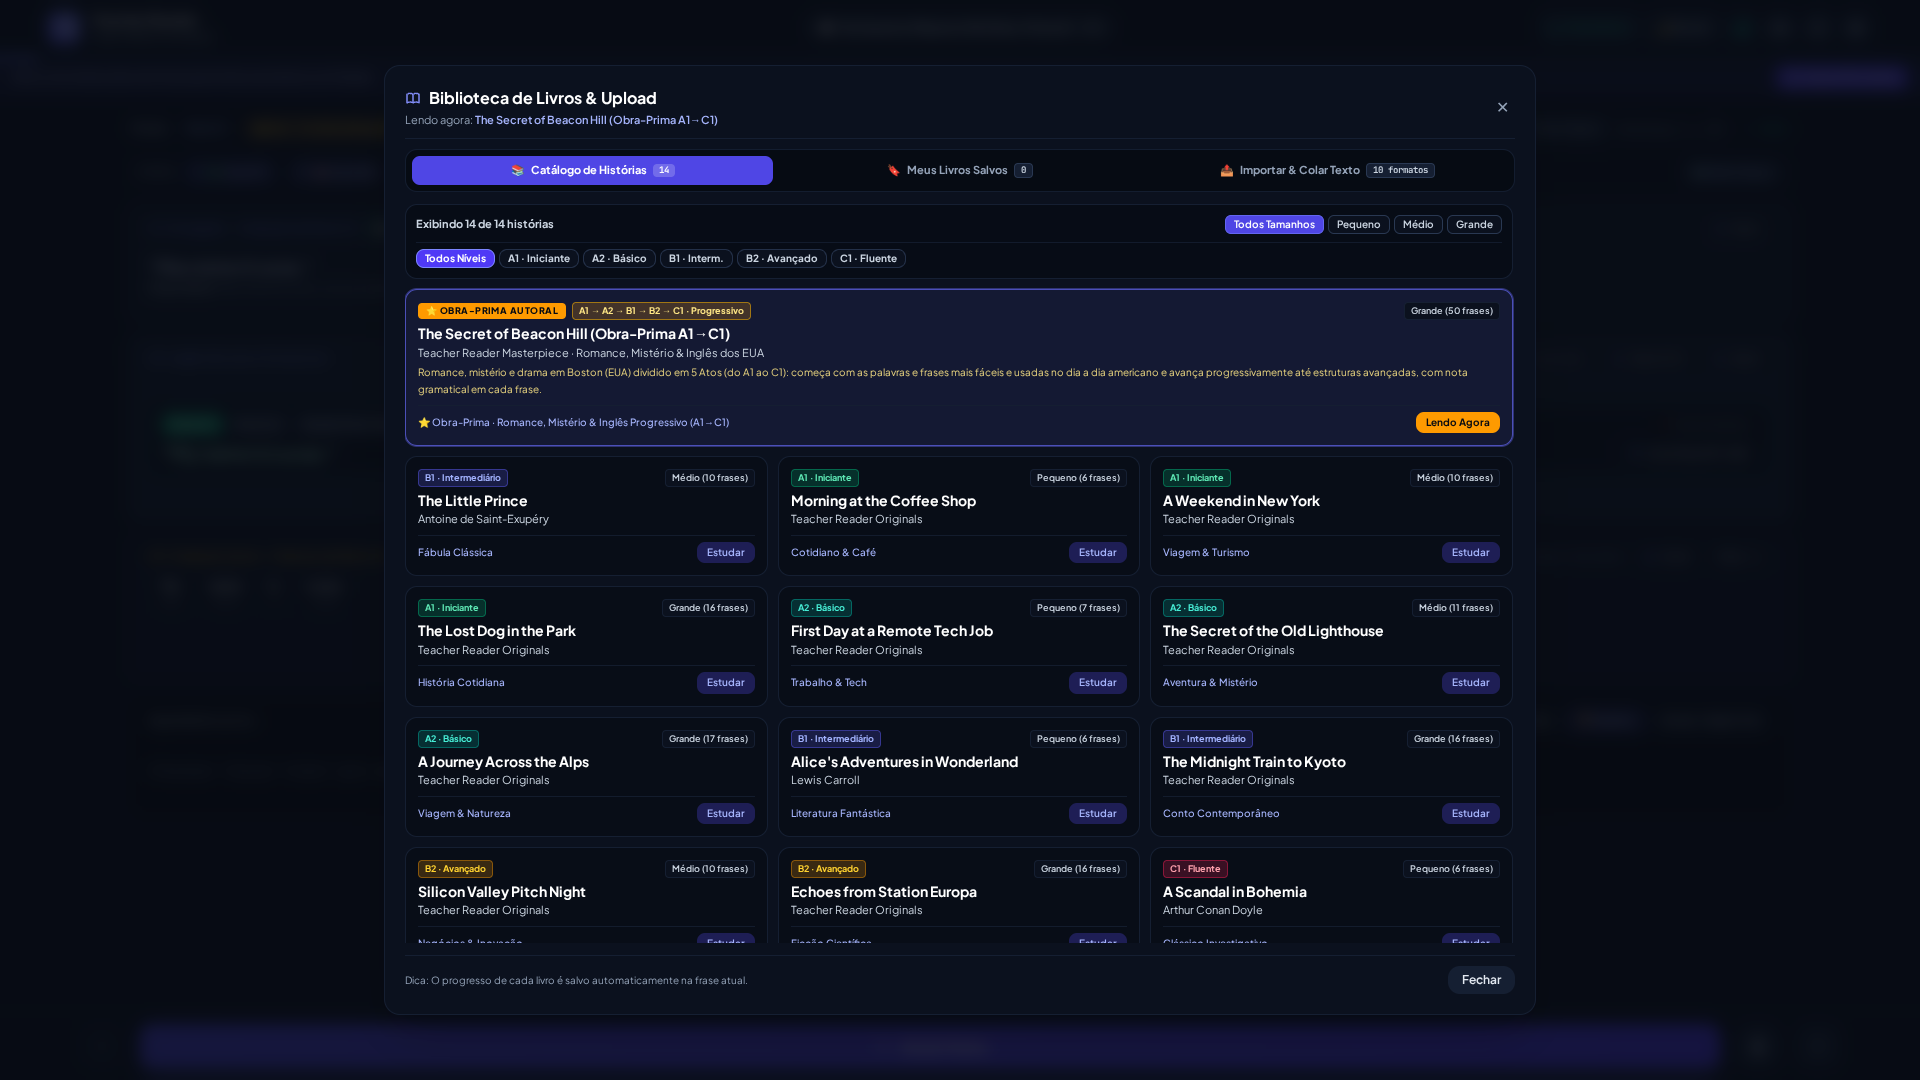 Biblioteca de Livros & Upload
Lendo agora: The Secret of Beacon Hill (Obra-Prima A1→C1)
✕
📚 Catálogo de Histórias 14
🔖 Meus Livros Salvos 0
📤 Importar & Colar Texto 10 formatos
Exibindo 14 de 14 histórias
Todos Tamanhos Pequeno Médio Grande
Todos Níveis A1 · Iniciante A2 · Básico B1 · Interm. B2 · Avançado C1 · Fluente
⭐ OBRA-PRIMA AUTORAL A1 → A2 → B1 → B2 → C1 · Progressivo Grande (50 frases)
The Secret of Beacon Hill (Obra-Prima A1→C1)
Teacher Reader Masterpiece · Romance, Mistério & Inglês dos EUA
Romance, mistério e drama em Boston (EUA) dividido em 5 Atos (do A1 ao C1): começa com as palavras e frases mais fáceis e usadas no dia a dia americano e avança progressivamente até estruturas avançadas, com nota
gramatical em cada frase.
⭐ Obra-Prima · Romance, Mistério & Inglês Progressivo (A1→C1) Lendo Agora
B1 · Intermediário Médio (10 frases)
The Little Prince
Antoine de Saint-Exupéry
Fábula Clássica Estudar
A1 · Iniciante Pequeno (6 frases)
Morning at the Coffee Shop
Teacher Reader Originals
Cotidiano & Café Estudar
A1 · Iniciante Médio (10 frases)
A Weekend in New York
Teacher Reader Originals
Viagem & Turismo Estudar
A1 · Iniciante Grande (16 frases)
The Lost Dog in the Park
Teacher Reader Originals
História Cotidiana Estudar
A2 · Básico Pequeno (7 frases)
First Day at a Remote Tech Job
Teacher Reader Originals
Trabalho & Tech Estudar
A2 · Básico Médio (11 frases)
The Secret of the Old Lighthouse
Teacher Reader Originals
Aventura & Mistério Estudar
A2 · Básico Grande (17 frases)
A Journey Across the Alps
Teacher Reader Originals
Viagem & Natureza Estudar
B1 · Intermediário Pequeno (6 frases)
Alice's Adventures in Wonderland
Lewis Carroll
Literatura Fantástica Estudar
B1 · Intermediário Grande (16 frases)
The Midnight Train to Kyoto
Teacher Reader Originals
Conto Contemporâneo Estudar
B2 · Avançado Médio (10 frases)
Silicon Valley Pitch Night
Teacher Reader Originals
Negócios & Inovação Estudar
B2 · Avançado Grande (16 frases)
Echoes from Station Europa
Teacher Reader Originals
Ficção Científica Estudar
C1 · Fluente Pequeno (6 frases)
A Scandal in Bohemia
Arthur Conan Doyle
Clássico Investigativo Estudar
Dica: O progresso de cada livro é salvo automaticamente na frase atual.
Fechar